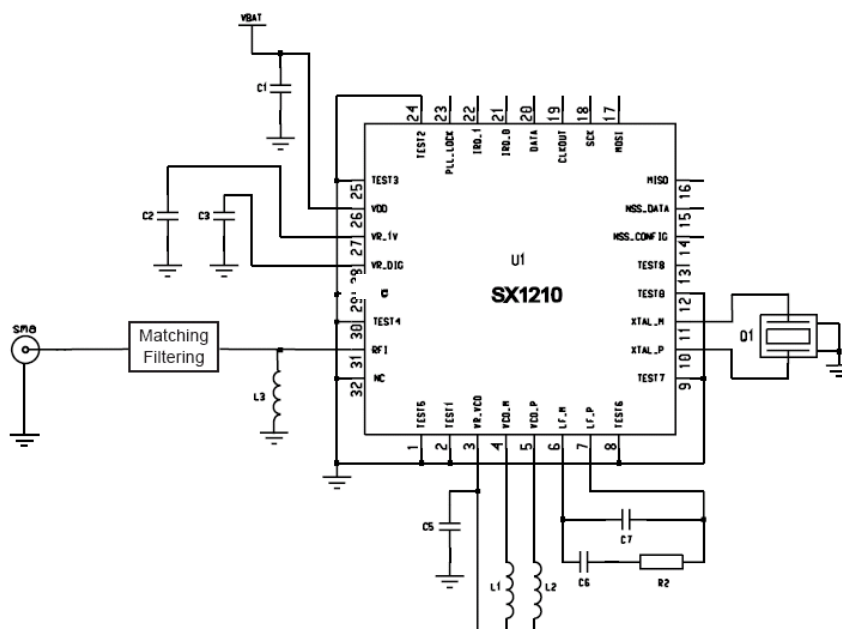 VBAT
C1
24 23 22 21 20 19 18 17
TEST2 PLL_LOCK IRQ_1 IRQ_0 DATA CLKOUT SCK MOSI
TEST3
25
VDD
26
VR_1V
27
VR_DIG
28
29
TEST4
30
RFI
31
NC
32
C2
C3
U1
SX1210
MISO
16
NSS_DATA
15
NSS_CONFIG
14
TEST8
13
TEST0
12
XTAL_M
11
XTAL_P
10
TEST7
9
Q1
SMA
Matching
Filtering
L3
TEST5 TEST1 VR_VCO VCO_M VCO_P LF_M LF_P TEST6
1 2 3 4 5 6 7 8
C5
C7
C6
R2
L1
L2